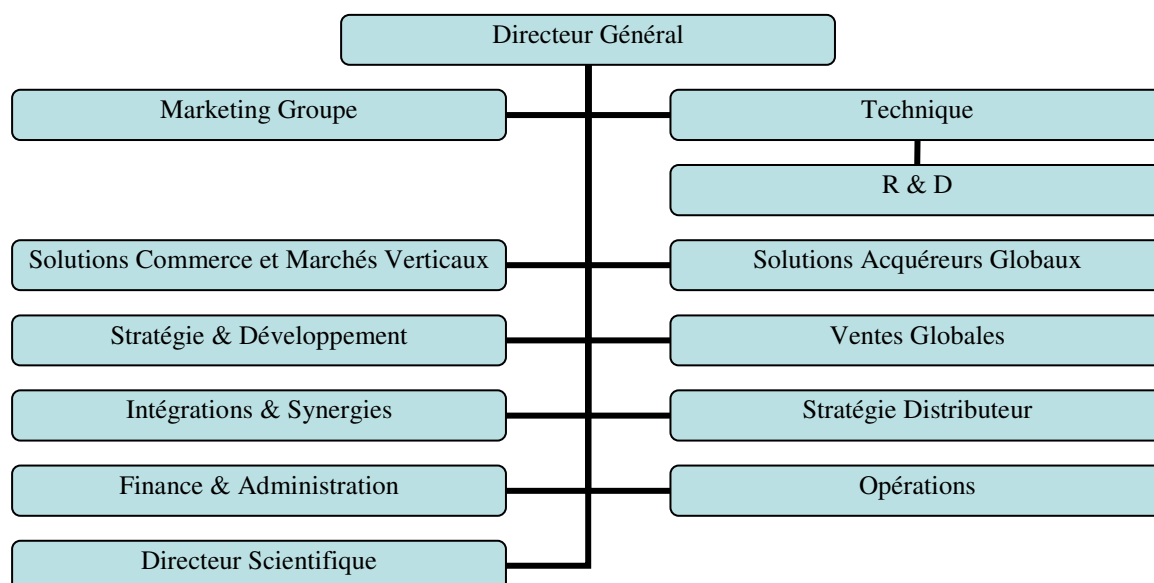 Directeur Général
Marketing Groupe
Technique
R & D
Solutions Commerce et Marchés Verticaux
Solutions Acquéreurs Globaux
Stratégie & Développement
Ventes Globales
Intégrations & Synergies
Stratégie Distributeur
Finance & Administration
Opérations
Directeur Scientifique